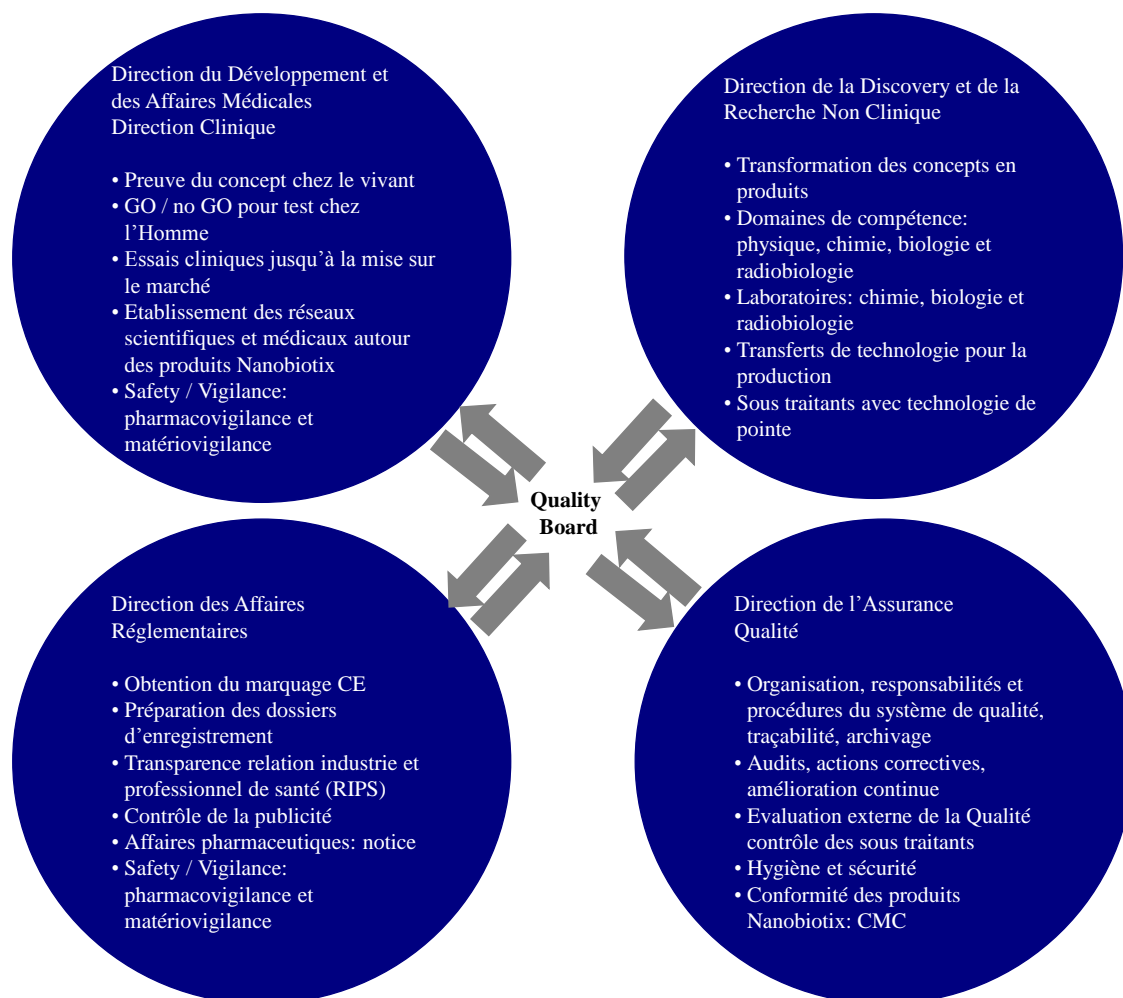 Direction du Développement et
des Affaires Médicales
Direction Clinique
• Preuve du concept chez le vivant
• GO / no GO pour test chez
l’Homme
• Essais cliniques jusqu’à la mise sur
le marché
• Etablissement des réseaux
scientifiques et médicaux autour
des produits Nanobiotix
• Safety / Vigilance:
pharmacovigilance et
matériovigilance
Direction de la Discovery et de la
Recherche Non Clinique
• Transformation des concepts en
produits
• Domaines de compétence:
physique, chimie, biologie et
radiobiologie
• Laboratoires: chimie, biologie et
radiobiologie
• Transferts de technologie pour la
production
• Sous traitants avec technologie de
pointe
Quality
Board
Direction des Affaires
Réglementaires
• Obtention du marquage CE
• Préparation des dossiers
d’enregistrement
• Transparence relation industrie et
professionnel de santé (RIPS)
• Contrôle de la publicité
• Affaires pharmaceutiques: notice
• Safety / Vigilance:
pharmacovigilance et
matériovigilance
Direction de l’Assurance
Qualité
• Organisation, responsabilités et
procédures du système de qualité,
traçabilité, archivage
• Audits, actions correctives,
amélioration continue
• Evaluation externe de la Qualité
contrôle des sous traitants
• Hygiène et sécurité
• Conformité des produits
Nanobiotix: CMC